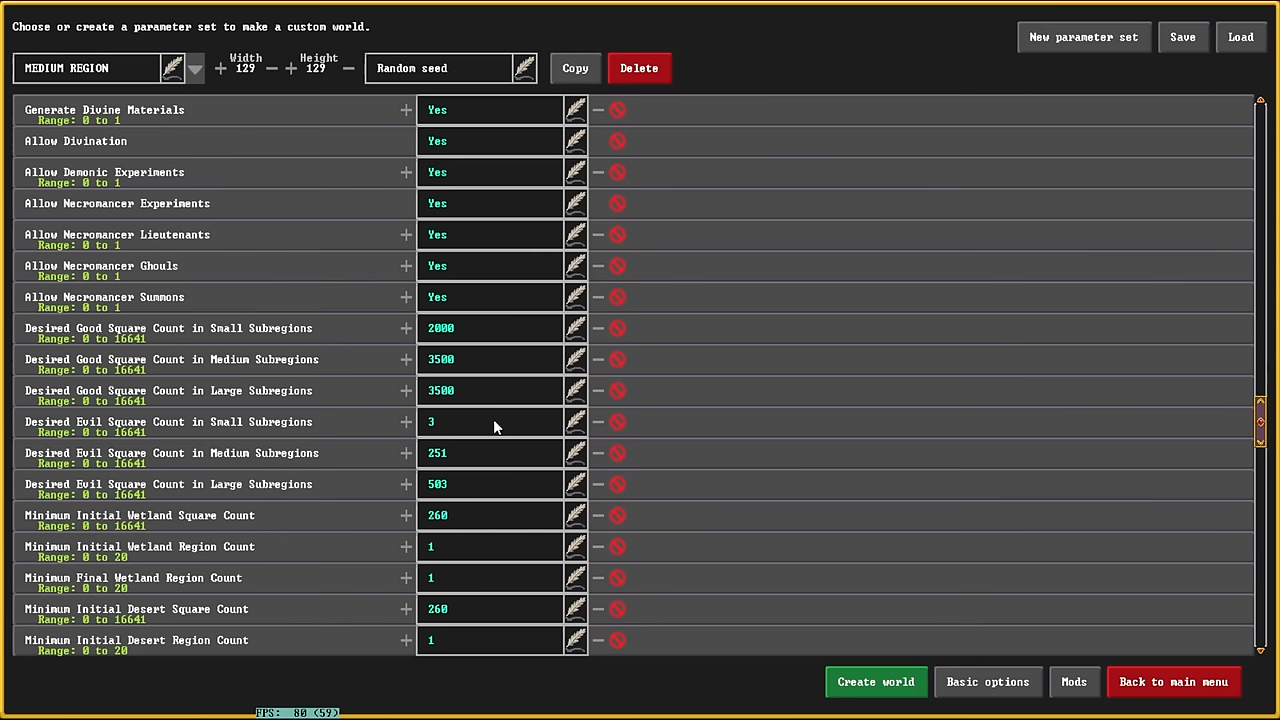 Choose or create a parameter set to make a custom world.
New parameter set
Save
Load
MEDIUM REGION
Width
129
Height
129
Random seed
Copy
Delete
Generate Divine Materials
Range: 0 to 1
Yes
Allow Divination
Yes
Allow Demonic Experiments
Range: 0 to 1
Yes
Allow Necromancer Experiments
Yes
Allow Necromancer Lieutenants
Range: 0 to 1
Yes
Allow Necromancer Ghouls
Range: 0 to 1
Yes
Allow Necromancer Summons
Range: 0 to 1
Yes
Desired Good Square Count in Small Subregions
Range: 0 to 16641
2000
Desired Good Square Count in Medium Subregions
Range: 0 to 16641
3500
Desired Good Square Count in Large Subregions
Range: 0 to 16641
3500
Desired Evil Square Count in Small Subregions
Range: 0 to 16641
3
Desired Evil Square Count in Medium Subregions
Range: 0 to 16641
251
Desired Evil Square Count in Large Subregions
Range: 0 to 16641
503
Minimum Initial Wetland Square Count
Range: 0 to 16641
260
Minimum Initial Wetland Region Count
Range: 0 to 20
1
Minimum Final Wetland Region Count
Range: 0 to 20
1
Minimum Initial Desert Square Count
Range: 0 to 16641
260
Minimum Initial Desert Region Count
Range: 0 to 20
1
Create world
Basic options
Mods
Back to main menu
FPS: 80 (59)